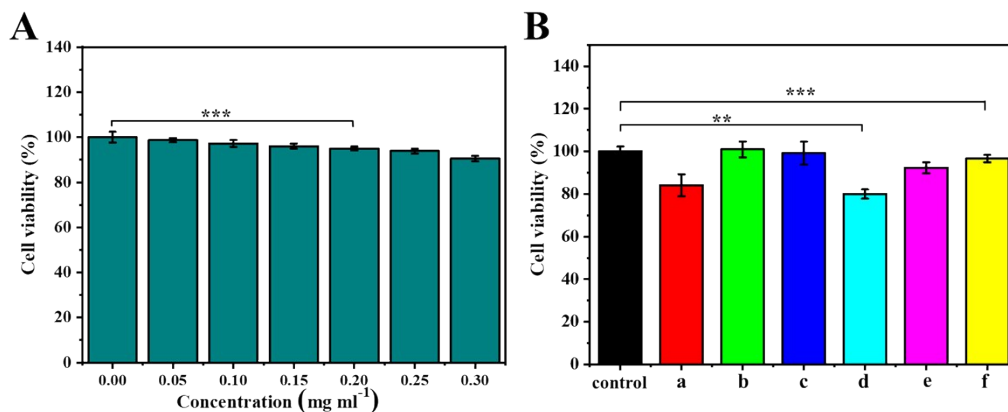 A
B
140
120
100
80
60
40
20
0
Cell viability (%)
***
0.00 0.05 0.10 0.15 0.20 0.25 0.30
Concentration (mg ml⁻¹)
140
120
100
80
60
40
20
0
Cell viability (%)
***
**
control a b c d e f